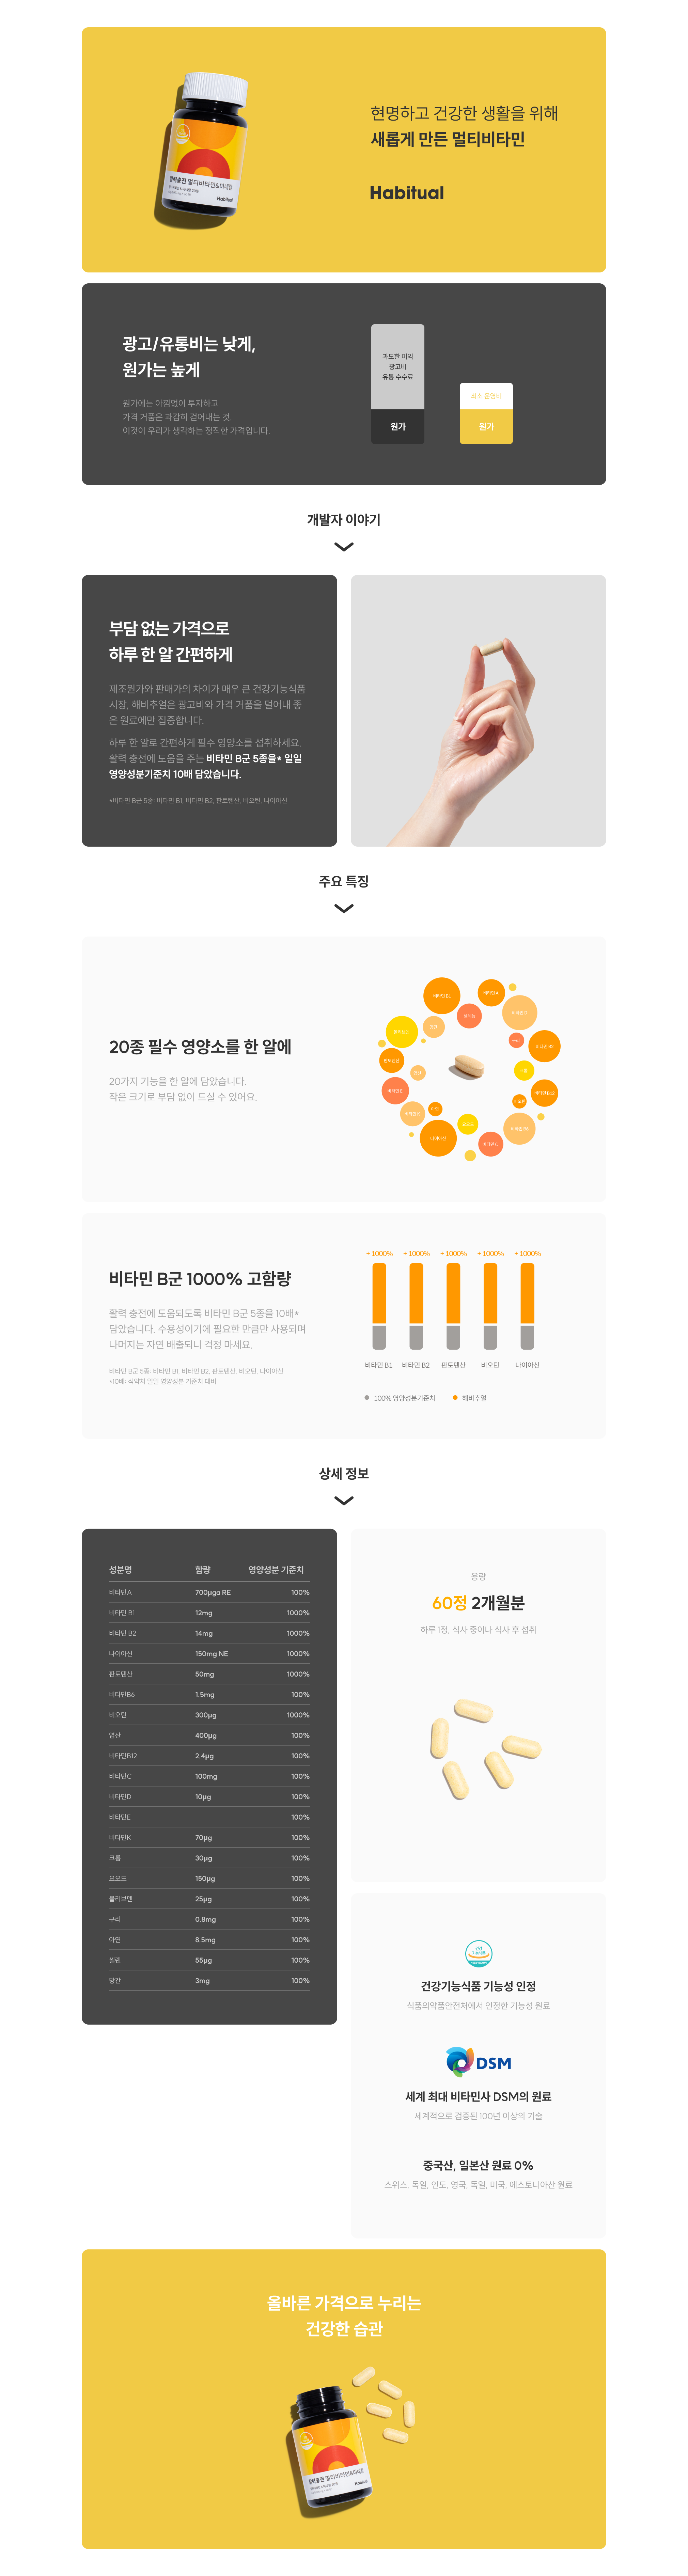 현명하고 건강한 생활을 위해
새롭게 만든 멀티비타민
Habitual
활력충전 멀티비타민&미네랄
Habitual
광고/유통비는 낮게,
원가는 높게
원가에는 아낌없이 투자하고
가격 거품은 과감히 걷어내는 것.
이것이 우리가 생각하는 정직한 가격입니다.
과도한 이익
광고비
유통 수수료
원가
최소 운영비
원가
개발자 이야기
부담 없는 가격으로
하루 한 알 간편하게
제조원가와 판매가의 차이가 매우 큰 건강기능식품
시장, 해비추얼은 광고비와 가격 거품을 덜어내 좋
은 원료에만 집중합니다.
하루 한 알로 간편하게 필수 영양소를 섭취하세요.
활력 충전에 도움을 주는 비타민 B군 5종을* 일일
영양성분기준치 10배 담았습니다.
*비타민 B군 5종: 비타민 B1, 비타민 B2, 판토텐산, 비오틴, 나이아신
주요 특징
20종 필수 영양소를 한 알에
20가지 기능을 한 알에 담았습니다.
작은 크기로 부담 없이 드실 수 있어요.
판토텐산
비타민 E
나이아신
비타민 C
비타민 B12
비타민 B군 1000% 고함량
활력 충전에 도움되도록 비타민 B군 5종을 10배*
담았습니다. 수용성이기에 필요한 만큼만 사용되며
나머지는 자연 배출되니 걱정 마세요.
비타민 B군 5종: 비타민 B1, 비타민 B2, 판토텐산, 비오틴, 나이아신
*10배: 식약처 일일 영양성분 기준치 대비
+ 1000% + 1000% + 1000% + 1000% + 1000%
비타민 B1 비타민 B2 판토텐산 비오틴 나이아신
100% 영양성분기준치 해비추얼
상세 정보
성분명 함량 영양성분 기준치
비타민A 700μga RE 100%
비타민 B1 12mg 1000%
비타민 B2 14mg 1000%
나이아신 150mg NE 1000%
판토텐산 50mg 1000%
비타민B6 1.5mg 100%
비오틴 300μg 1000%
엽산 400μg 100%
비타민B12 2.4μg 100%
비타민C 100mg 100%
비타민D 10μg 100%
비타민E 100%
비타민K 70μg 100%
크롬 30μg 100%
요오드 150μg 100%
몰리브덴 25μg 100%
구리 0.8mg 100%
아연 8.5mg 100%
셀렌 55μg 100%
망간 3mg 100%
용량
60정 2개월분
하루 1정, 식사 중이나 식사 후 섭취
건강
기능식품
건강기능식품 기능성 인정
식품의약품안전처에서 인정한 기능성 원료
DSM
세계 최대 비타민사 DSM의 원료
세계적으로 검증된 100년 이상의 기술
중국산, 일본산 원료 0%
스위스, 독일, 인도, 영국, 독일, 미국, 에스토니아산 원료
올바른 가격으로 누리는
건강한 습관
활력충전 멀티비타민&미네랄
Habitual